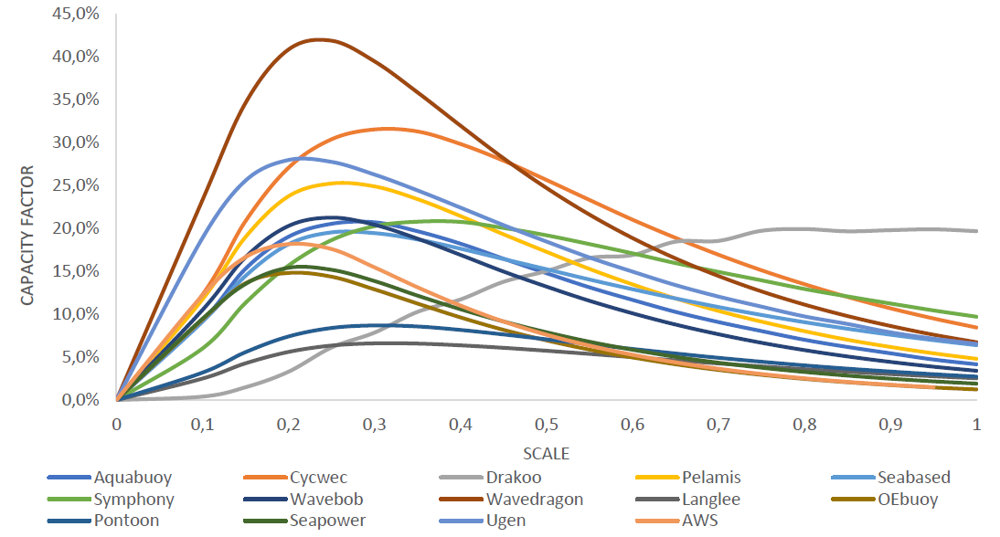 45,0%
40,0%
35,0%
30,0%
25,0%
20,0%
15,0%
10,0%
5,0%
0,0%
CAPACITY FACTOR
0 0,1 0,2 0,3 0,4 0,5 0,6 0,7 0,8 0,9 1
SCALE
Aquabuoy Cycwec Drakoo Pelamis Seabased
Symphony Wavebob Wavedragon Langlee OEbuoy
Pontoon Seapower Ugen AWS